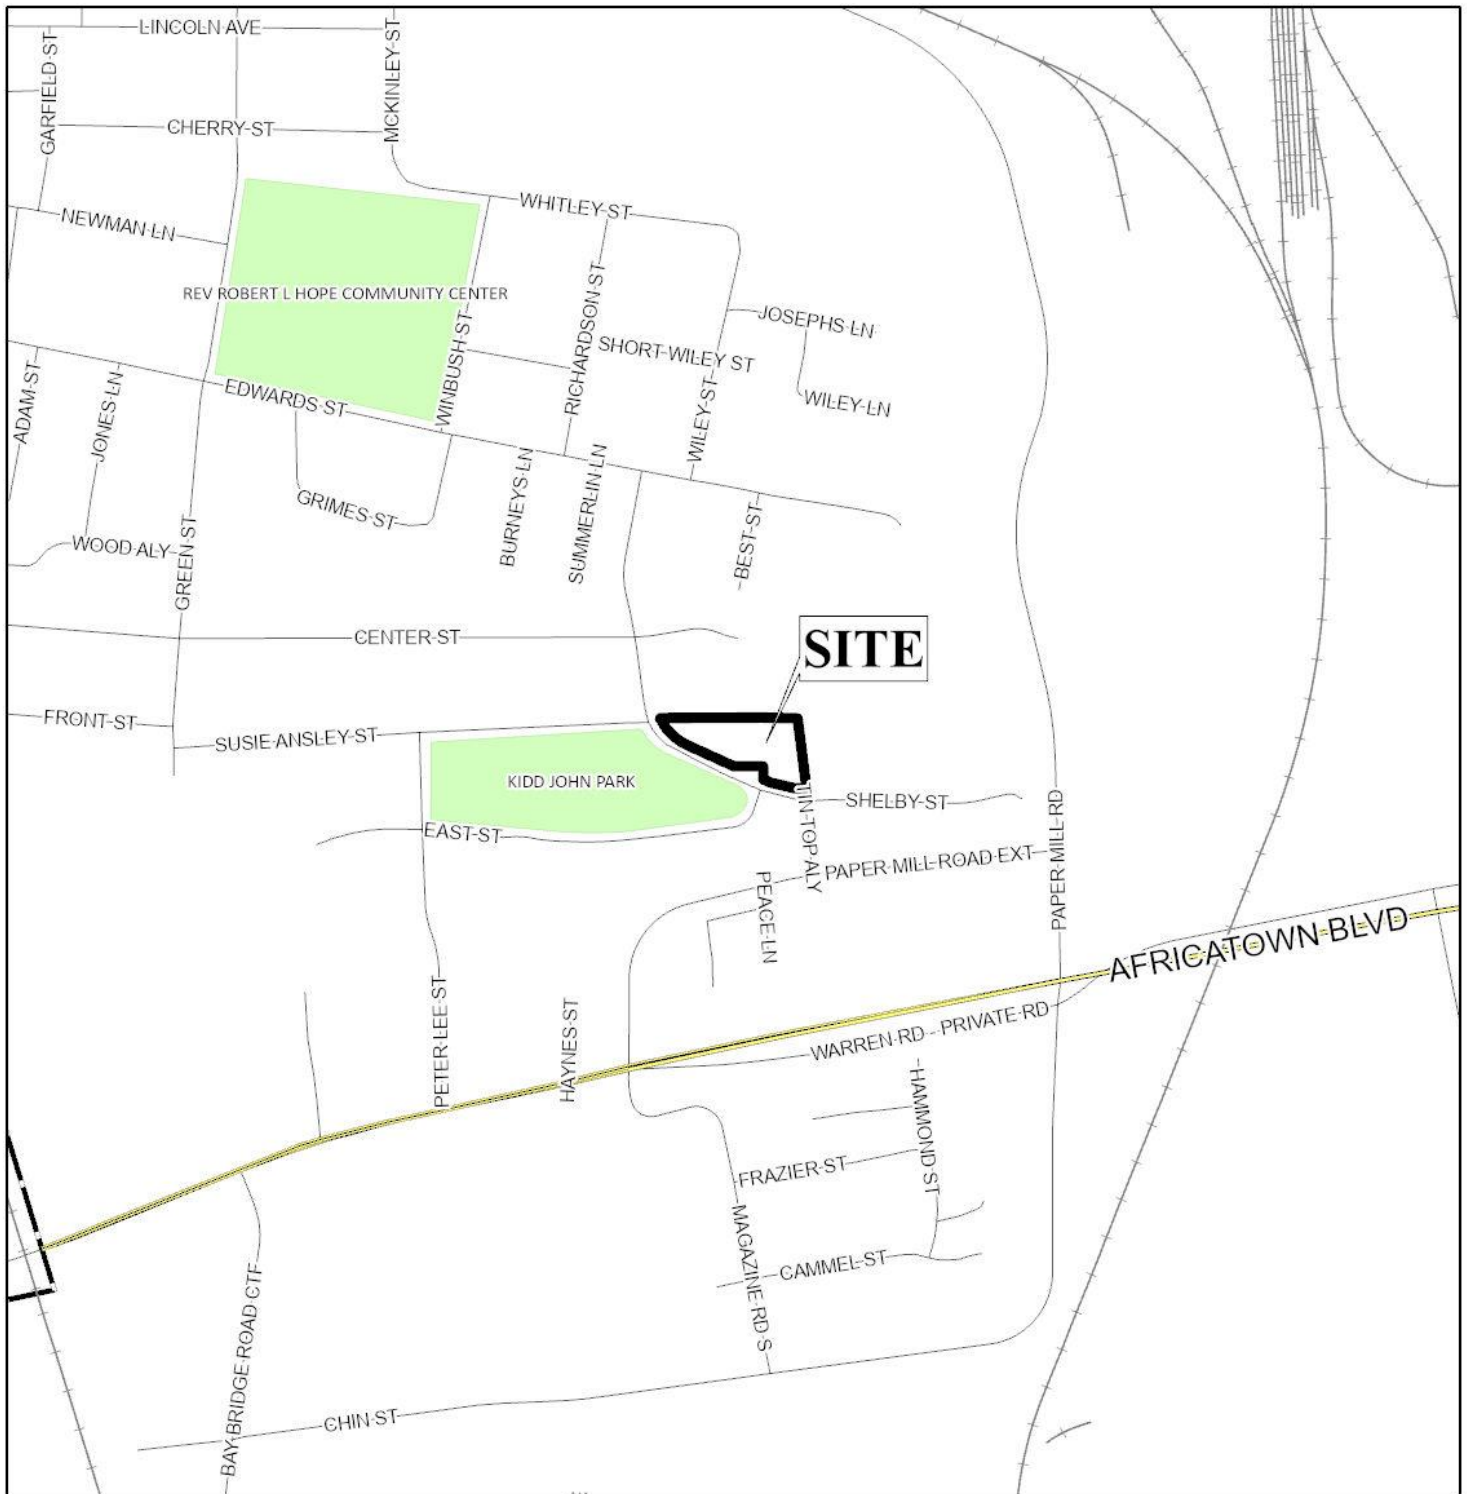 LINCOLN AVE
GARFIELD ST
MCKINLEY ST
CHERRY ST
WHITLEY ST
NEWMAN LN
REV ROBERT L HOPE COMMUNITY CENTER
WINBUSH ST
RICHARDSON ST
JOSEPHS LN
SHORT WILEY ST
WILEY ST
WILEY LN
ADAM ST
JONES LN
EDWARDS ST
GRIMES ST
BURNEYS LN
SUMMERLIN LN
BEST ST
WOOD ALY
GREEN ST
CENTER ST
SITE
FRONT ST
SUSIE ANSLEY ST
KIDD JOHN PARK
EAST ST
SHELBY ST
TIN TOP ALY
PAPER MILL ROAD EXT
PAPER MILL RD
PEACE LN
AFRICATOWN BLVD
PETER LEE ST
HAYNES ST
WARREN RD - PRIVATE RD
HAMMOND ST
FRAZIER ST
MAGAZINE RD S
CAMMEL ST
BAY BRIDGE ROAD CTF
CHIN ST